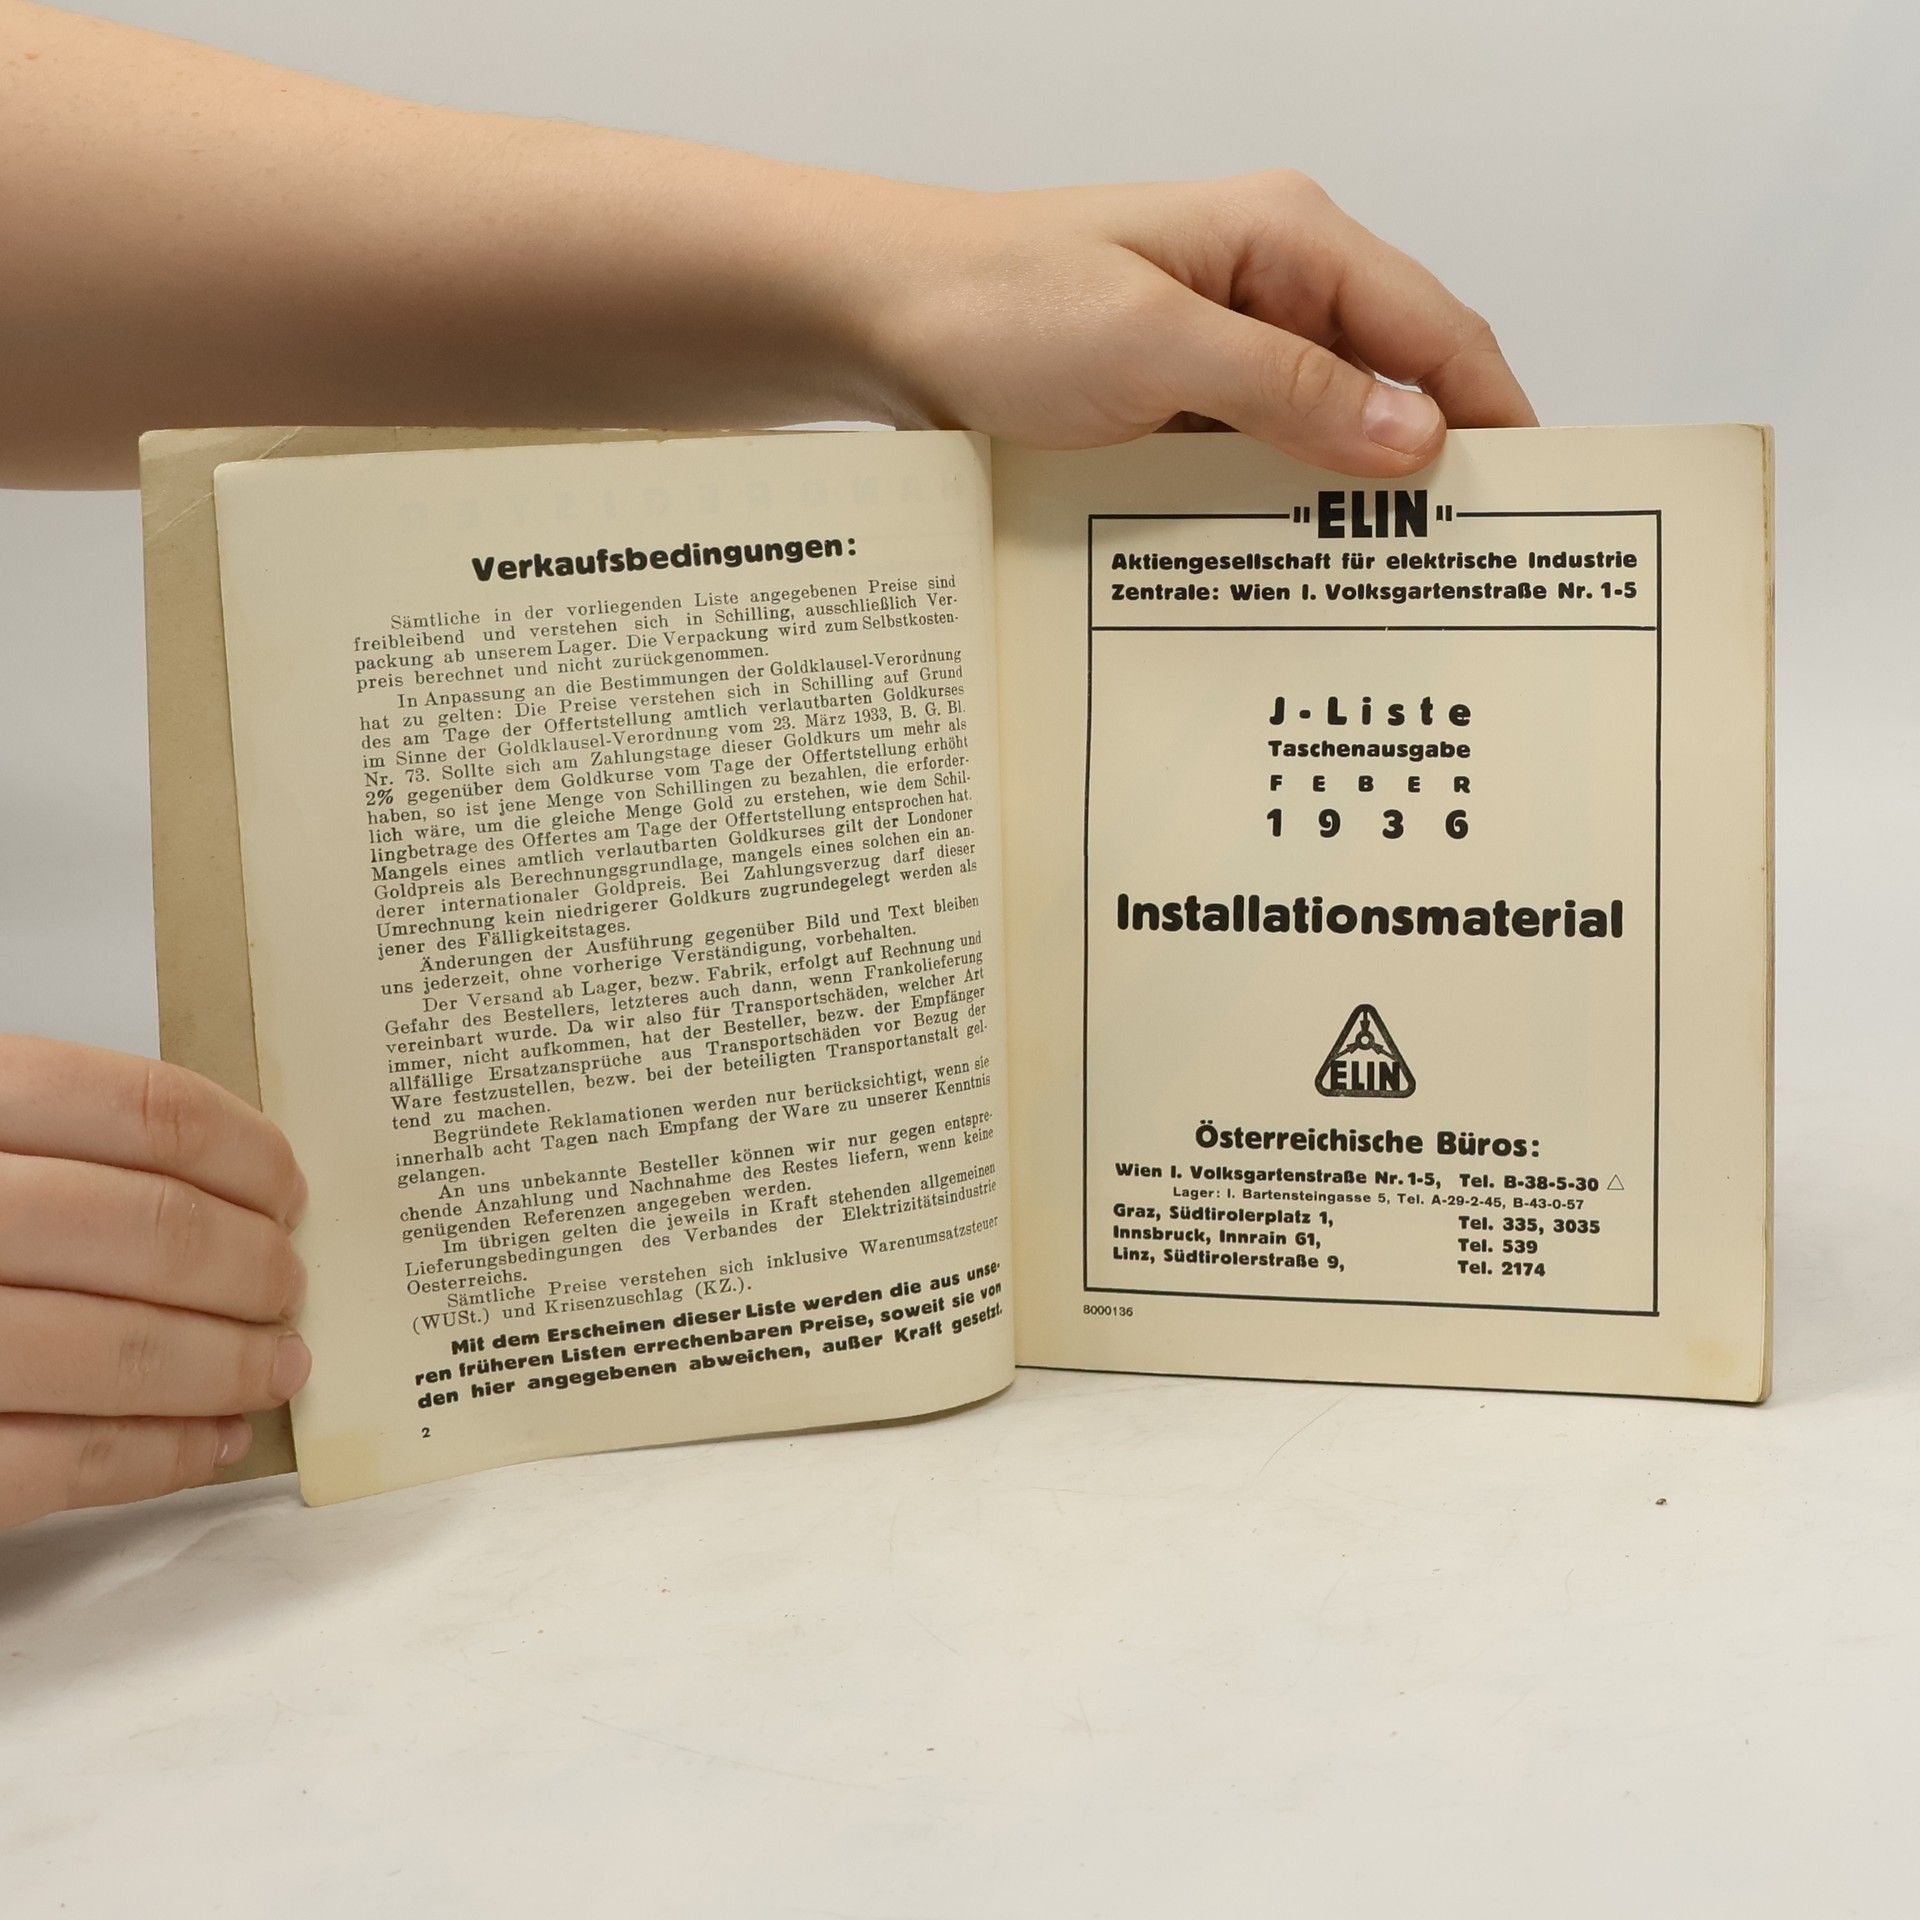 Verkaufsbedingungen:
Sämtliche in der vorliegenden Liste angegebenen Preise sind
freibleibend und verstehen sich in Schilling, ausschließlich Ver-
packung ab unserem Lager. Die Verpackung wird zum Selbstkosten-
preis berechnet und nicht zurückgenommen.
In Anpassung an die Bestimmungen der Goldklausel-Verordnung
hat zu gelten: Die Preise verstehen sich in Schilling auf Grund
des am Tage der Offertstellung amtlich verlautbarten Goldkurses
im Sinne der Goldklausel-Verordnung vom 23. März 1933, B. G. Bl.
Nr. 73. Sollte sich am Zahlungstage dieser Goldkurs um mehr als
2% gegenüber dem Goldkurse vom Tage der Offertstellung erhöht
haben, so ist jene Menge von Schillingen zu bezahlen, die erforder-
lich wäre, um die gleiche Menge Gold zu erstehen, wie dem Schil-
lingbetrage des Offertes am Tage der Offertstellung entsprochen hat.
Mangels eines amtlich verlautbarten Goldkurses gilt der Londoner
Goldpreis als Berechnungsgrundlage, mangels eines solchen ein an-
derer internationaler Goldpreis. Bei Zahlungsverzug darf dieser
Umrechnung kein niedrigerer Goldkurs zugrundegelegt werden als
jener des Fälligkeitstages.
Änderungen der Ausführung gegenüber Bild und Text bleiben
uns jederzeit, ohne vorherige Verständigung, vorbehalten.
Der Versand ab Lager, bezw. Fabrik, erfolgt auf Rechnung und
Gefahr des Bestellers, letzteres auch dann, wenn Frankolieferung
vereinbart wurde. Da wir also für Transportschäden, welcher Art
immer, nicht aufkommen, hat der Besteller, bezw. der Empfänger
allfällige Ersatzansprüche aus Transportschäden vor Bezug der
Ware festzustellen, bezw. bei der beteiligten Transportanstalt gel-
tend zu machen.
Begründete Reklamationen werden nur berücksichtigt, wenn sie
innerhalb acht Tagen nach Empfang der Ware zu unserer Kenntnis
gelangen.
An uns unbekannte Besteller können wir nur gegen entspre-
chende Anzahlung und Nachnahme des Restes liefern, wenn keine
genügenden Referenzen angegeben werden.
Im übrigen gelten die jeweils in Kraft stehenden allgemeinen
Lieferungsbedingungen des Verbandes der Elektrizitätsindustrie
Oesterreichs.
Sämtliche Preise verstehen sich inklusive Warenumsatzsteuer
(WUSt.) und Krisenzuschlag (KZ.).
Mit dem Erscheinen dieser Liste werden die aus unse-
ren früheren Listen errechenbaren Preise, soweit sie von
den hier angegebenen abweichen, außer Kraft gesetzt.
2
"ELIN"
Aktiengesellschaft für elektrische Industrie
Zentrale: Wien I. Volksgartenstraße Nr. 1-5
J-Liste
Taschenausgabe
FEBER
1936
Installationsmaterial
ELIN
Österreichische Büros:
Wien I. Volksgartenstraße Nr. 1-5, Tel. B-38-5-30 △
Lager: I. Bartensteingasse 5, Tel. A-29-2-45, B-43-0-57
Graz, Südtirolerplatz 1, Tel. 335, 3035
Innsbruck, Innrain 61, Tel. 539
Linz, Südtirolerstraße 9, Tel. 2174
8000136